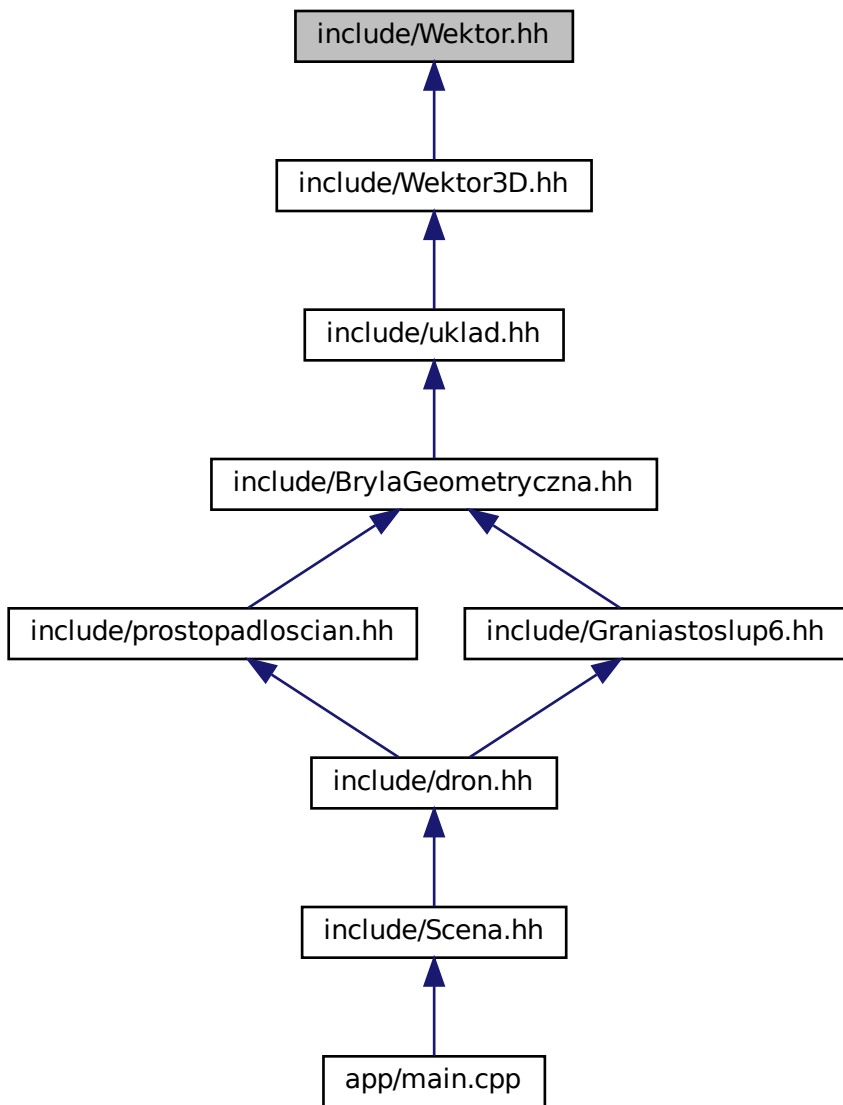 include/Wektor.hh
include/Wektor3D.hh
include/uklad.hh
include/BrylaGeometryczna.hh
include/prostopadloscian.hh
include/Graniastoslup6.hh
include/dron.hh
include/Scena.hh
app/main.cpp